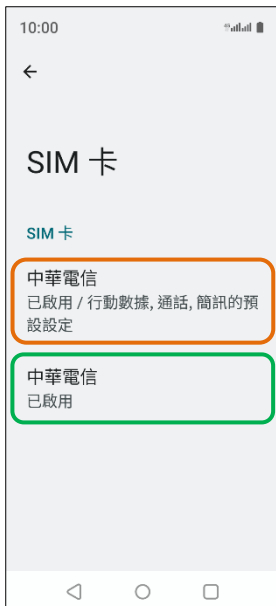 10:00
SIM 卡
SIM 卡
中華電信
已啟用 / 行動數據, 通話, 簡訊的預
設設定
中華電信
已啟用